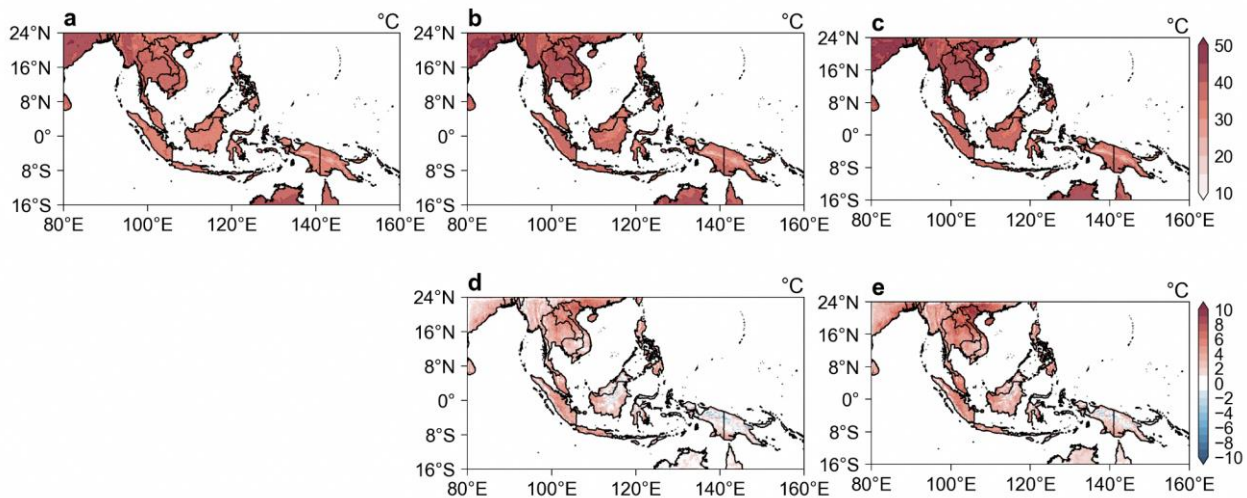 a °C b °C c °C
24°N 24°N 24°N 50
16°N 16°N 16°N 40
8°N 8°N 8°N 30
0° 0° 0° 20
8°S 8°S 8°S
16°S 16°S 16°S 10
80°E 100°E 120°E 140°E 160°E 80°E 100°E 120°E 140°E 160°E 80°E 100°E 120°E 140°E 160°E
d °C e °C
24°N 24°N 10
8
16°N 16°N 6
4
8°N 8°N 2
0° 0° 0
−2
−4
8°S 8°S −6
−8
16°S 16°S −10
80°E 100°E 120°E 140°E 160°E 80°E 100°E 120°E 140°E 160°E